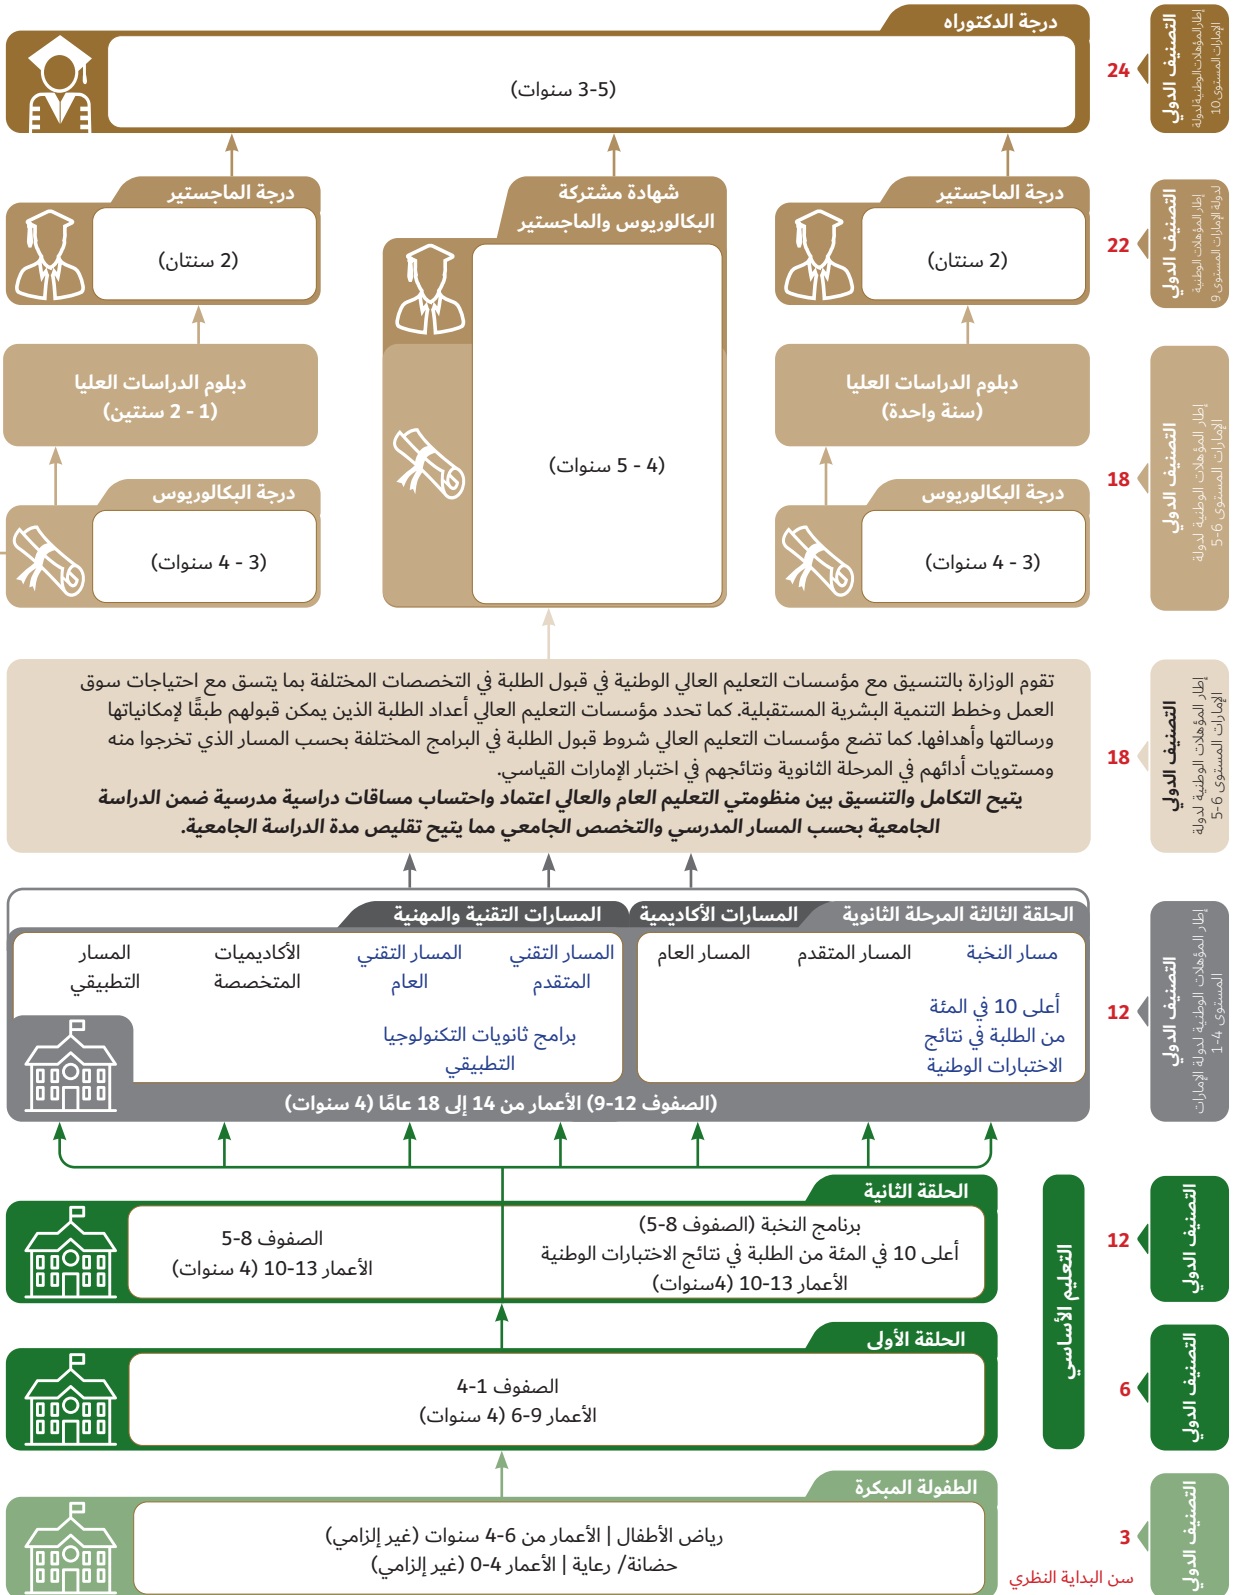 درجة الدكتوراه
(3-5 سنوات)
24
التصنيف الدولي
إطار المؤهلات الوطنية لدولة
الإمارات المستوى 10
درجة الماجستير
(2 سنتان)
شهادة مشتركة
البكالوريوس والماجستير
(4 - 5 سنوات)
درجة الماجستير
(2 سنتان)
22
التصنيف الدولي
إطار المؤهلات الوطنية
لدولة الإمارات المستوى 9
دبلوم الدراسات العليا
(سنة واحدة)
دبلوم الدراسات العليا
(1 - 2 سنتين)
درجة البكالوريوس
(3 - 4 سنوات)
درجة البكالوريوس
(3 - 4 سنوات)
18
التصنيف الدولي
إطار المؤهلات الوطنية لدولة
الإمارات المستوى 6-5
تقوم الوزارة بالتنسيق مع مؤسسات التعليم العالي الوطنية في قبول الطلبة في التخصصات المختلفة بما يتسق مع احتياجات سوق
العمل وخطط التنمية البشرية المستقبلية. كما تحدد مؤسسات التعليم العالي أعداد الطلبة الذين يمكن قبولهم طبقًا لإمكانياتها
ورسالتها وأهدافها. كما تضع مؤسسات التعليم العالي شروط قبول الطلبة في البرامج المختلفة بحسب المسار الذي تخرجوا منه
ومستويات أدائهم في المرحلة الثانوية ونتائجهم في اختبار الإمارات القياسي.
يتيح التكامل والتنسيق بين منظومتي التعليم العام والعالي اعتماد واحتساب مساقات دراسية مدرسية ضمن الدراسة
الجامعية بحسب المسار المدرسي والتخصص الجامعي مما يتيح تقليص مدة الدراسة الجامعية.
18
التصنيف الدولي
إطار المؤهلات الوطنية لدولة
الإمارات المستوى 6-5
الحلقة الثالثة المرحلة الثانوية
المسارات الأكاديمية
المسارات التقنية والمهنية
مسار النخبة
أعلى 10 في المئة
من الطلبة في نتائج
الاختبارات الوطنية
المسار المتقدم
المسار العام
المسار التقني
المتقدم
المسار التقني
العام
برامج ثانويات التكنولوجيا
التطبيقي
الأكاديميات
المتخصصة
المسار
التطبيقي
(الصفوف 12-9) الأعمار من 14 إلى 18 عامًا (4 سنوات)
12
التصنيف الدولي
إطار المؤهلات الوطنية لدولة الإمارات
المستوى 4-1
الحلقة الثانية
برنامج النخبة (الصفوف 8-5)
أعلى 10 في المئة من الطلبة في نتائج الاختبارات الوطنية
الأعمار 13-10 (4سنوات)
الصفوف 8-5
الأعمار 13-10 (4 سنوات)
12
التصنيف الدولي
التعليم الأساسي
الحلقة الأولى
الصفوف 1-4
الأعمار 9-6 (4 سنوات)
6
التصنيف الدولي
الطفولة المبكرة
رياض الأطفال | الأعمار من 6-4 سنوات (غير إلزامي)
حضانة/ رعاية | الأعمار 4-0 (غير إلزامي)
3
سن البداية النظري
التصنيف الدولي